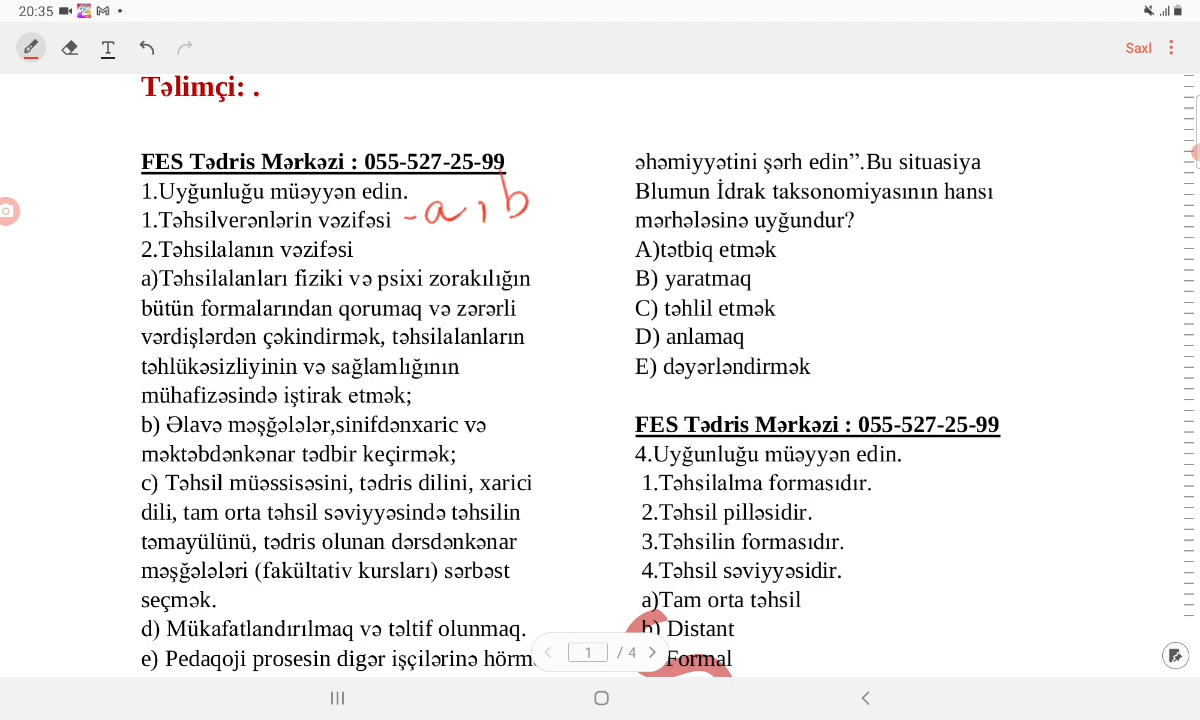 20:35
Saxl
Təlimçi: .
FES Tədris Mərkəzi : 055-527-25-99
1.Uyğunluğu müəyyən edin.
1.Təhsilverənlərin vəzifəsi - a, b
2.Təhsilalanın vəzifəsi
a)Təhsilalanları fiziki və psixi zorakılığın
bütün formalarından qorumaq və zərərli
vərdişlərdən çəkindirmək, təhsilalanların
təhlükəsizliyinin və sağlamlığının
mühafizəsində iştirak etmək;
b) Əlavə məşğələlər,sinifdənxaric və
məktəbdənkənar tədbir keçirmək;
c) Təhsil müəssisəsini, tədris dilini, xarici
dili, tam orta təhsil səviyyəsində təhsilin
təmayülünü, tədris olunan dərsdənkənar
məşğələləri (fakültativ kursları) sərbəst
seçmək.
d) Mükafatlandırılmaq və təltif olunmaq.
e) Pedaqoji prosesin digər işçilərinə
əhəmiyyətini şərh edin”.Bu situasiya
Blumun İdrak taksonomiyasının hansı
mərhələsinə uyğundur?
A)tətbiq etmək
B) yaratmaq
C) təhlil etmək
D) anlamaq
E) dəyərləndirmək
FES Tədris Mərkəzi : 055-527-25-99
4.Uyğunluğu müəyyən edin.
1.Təhsilalma formasıdır.
2.Təhsil pilləsidir.
3.Təhsilin formasıdır.
4.Təhsil səviyyəsidir.
a)Tam orta təhsil
b) Distant
Formal
1 / 4